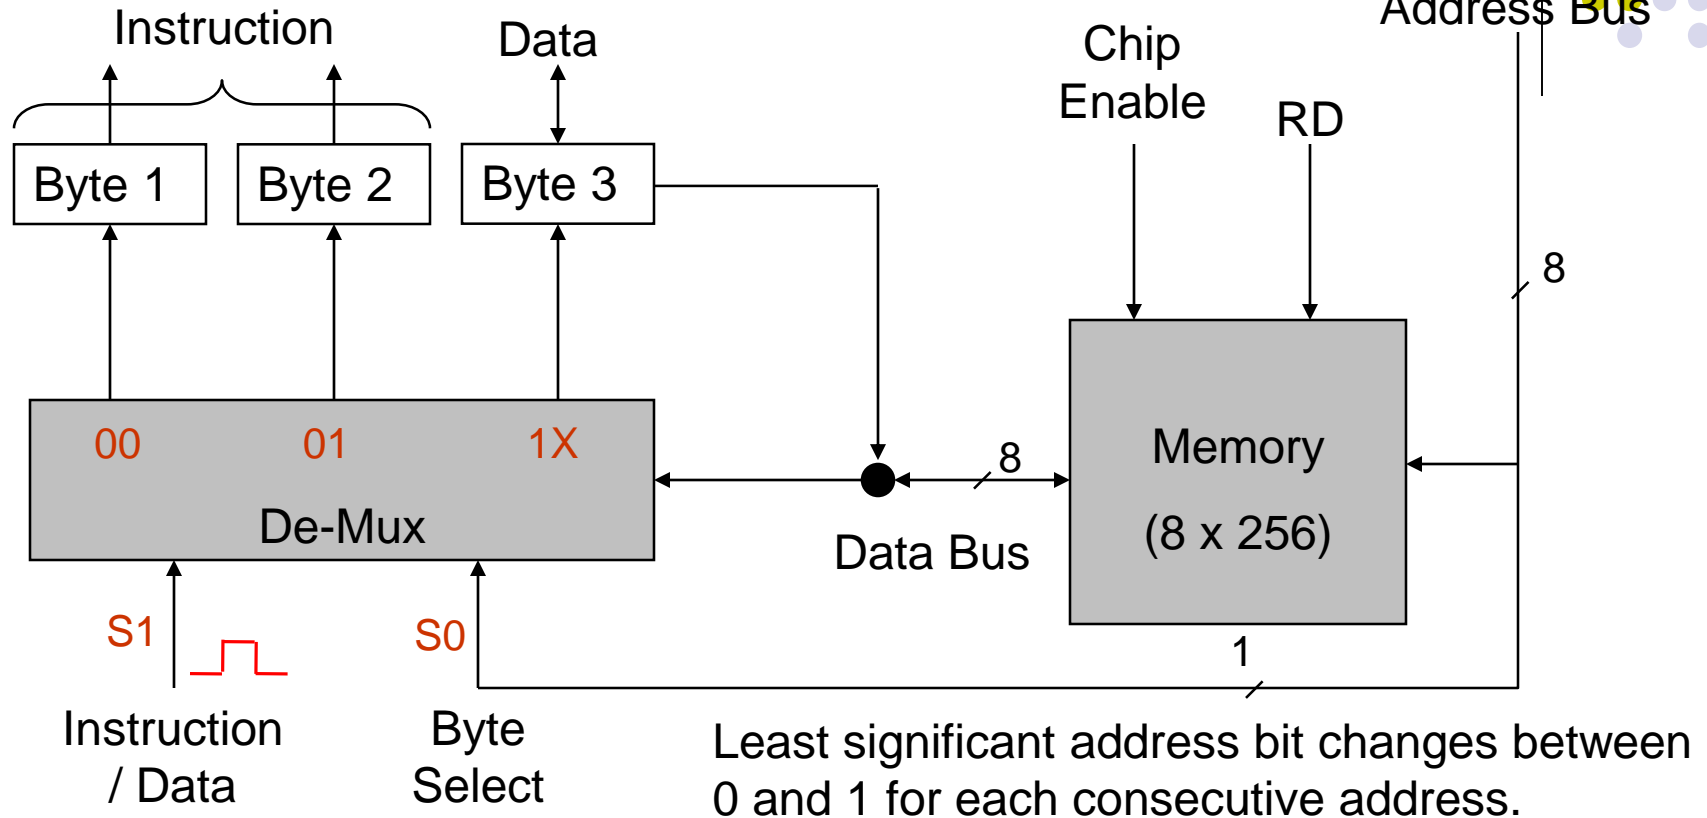 Instruction
Data
Chip
Enable
RD
Address Bus
Byte 1
Byte 2
Byte 3
8
00
01
1X
De-Mux
8
Data Bus
Memory
(8 x 256)
S1
S0
1
Instruction
/ Data
Byte
Select
Least significant address bit changes between
0 and 1 for each consecutive address.